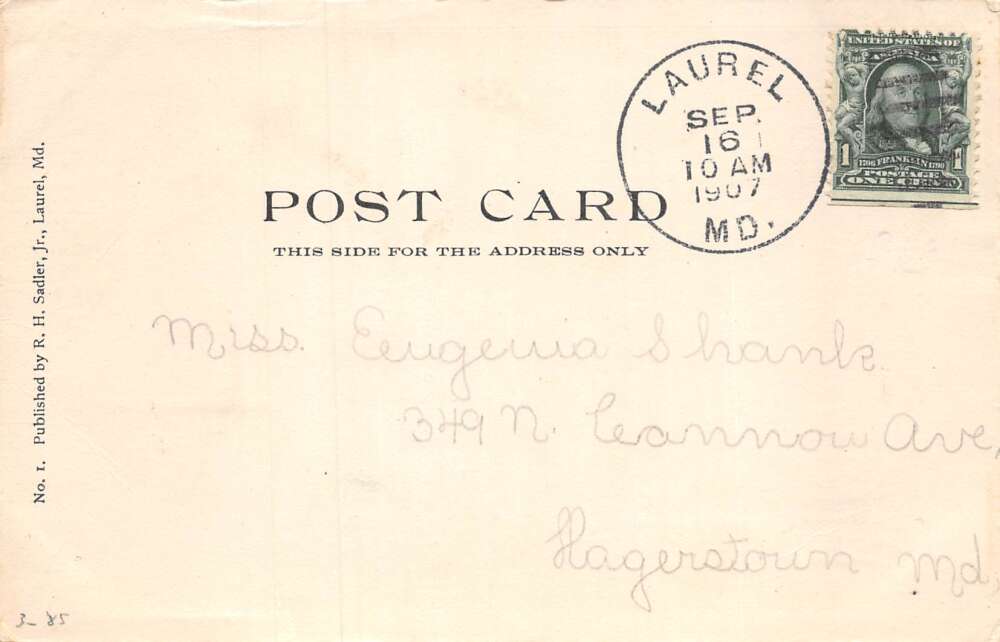 No. 1. Published by R. H. Sadler, Jr., Laurel, Md.
LAUREL
SEP.
16
10 AM
1907
MD.
UNITED STATES OF
AMERICA
1706 FRANKLIN 1790
1 1
POSTAGE
ONE CENT
POST CARD
THIS SIDE FOR THE ADDRESS ONLY
Miss. Eugenia Shank.
349 N. Cannow Ave,
Hagerstown Md.
3- 85